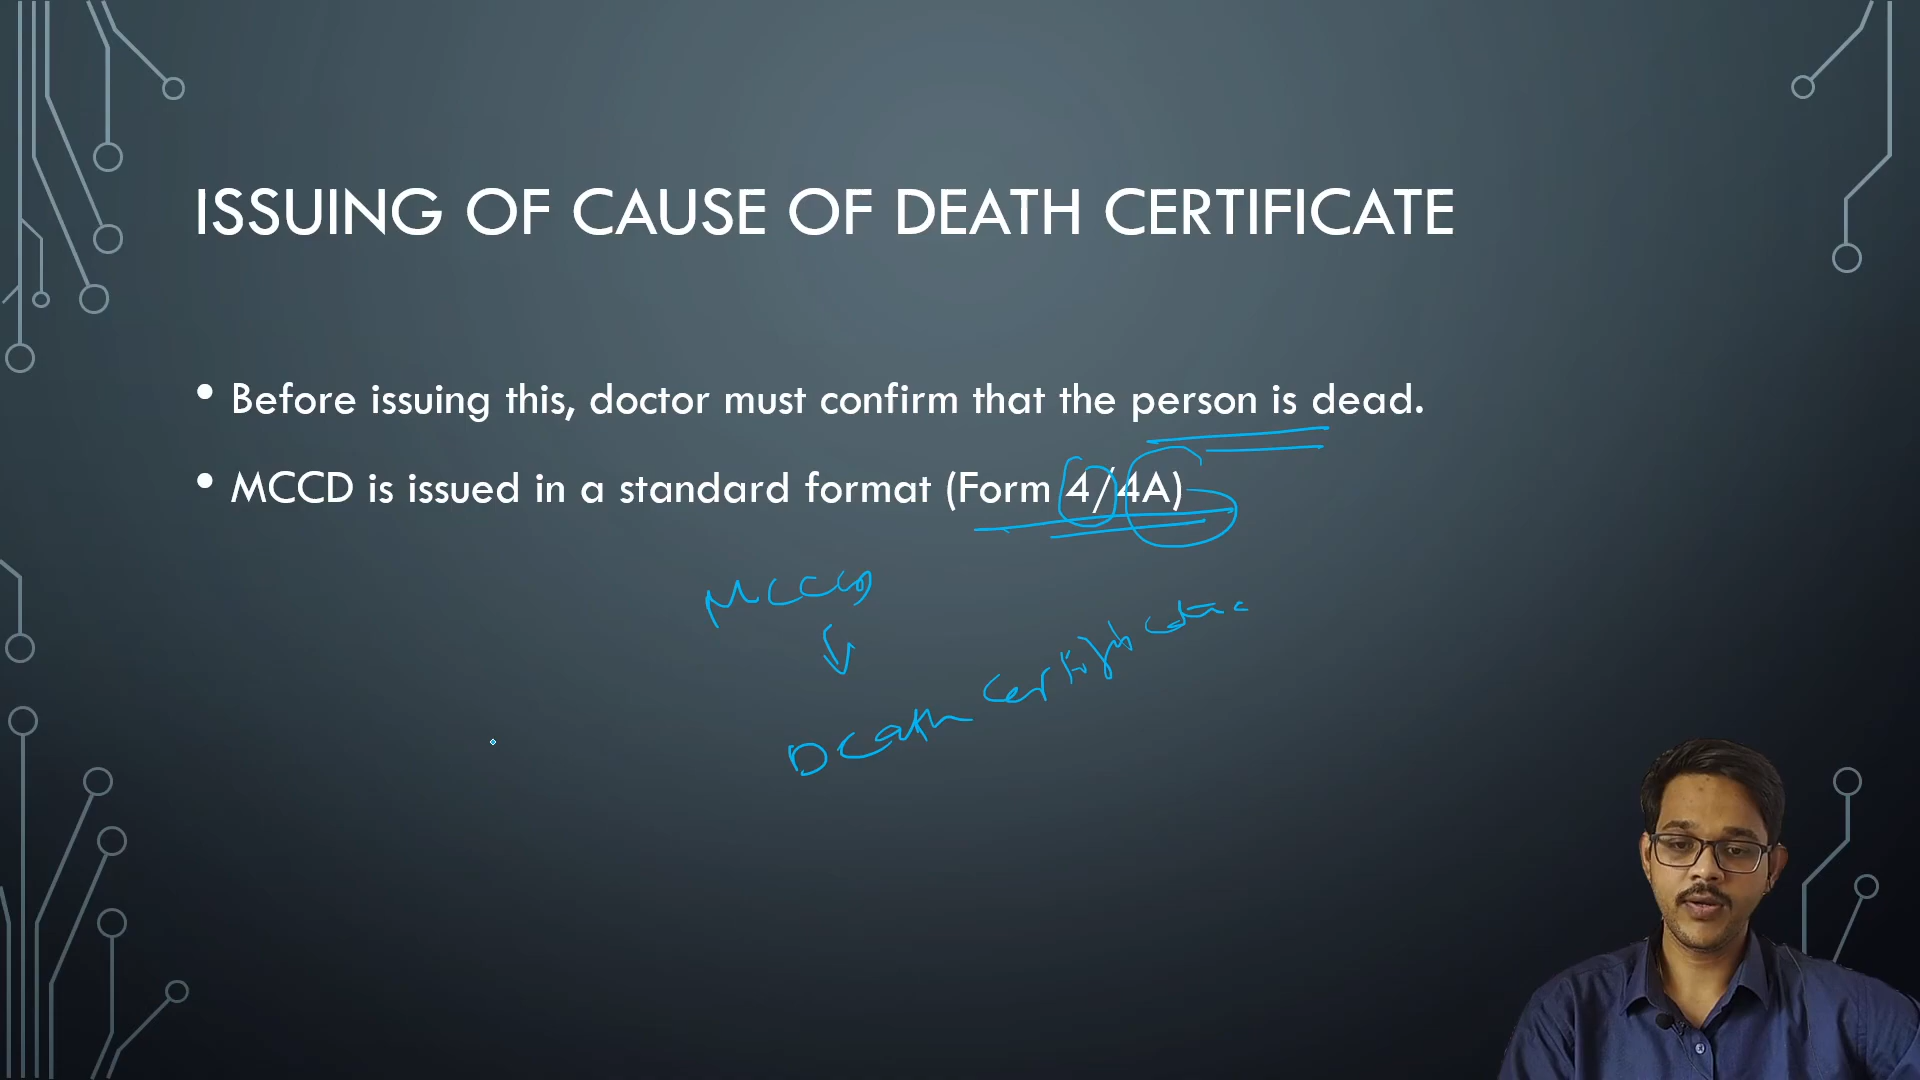 ISSUING OF CAUSE OF DEATH CERTIFICATE
• Before issuing this, doctor must confirm that the person is dead.
• MCCD is issued in a standard format (Form 4/4A)
MCCD
Death Certificate